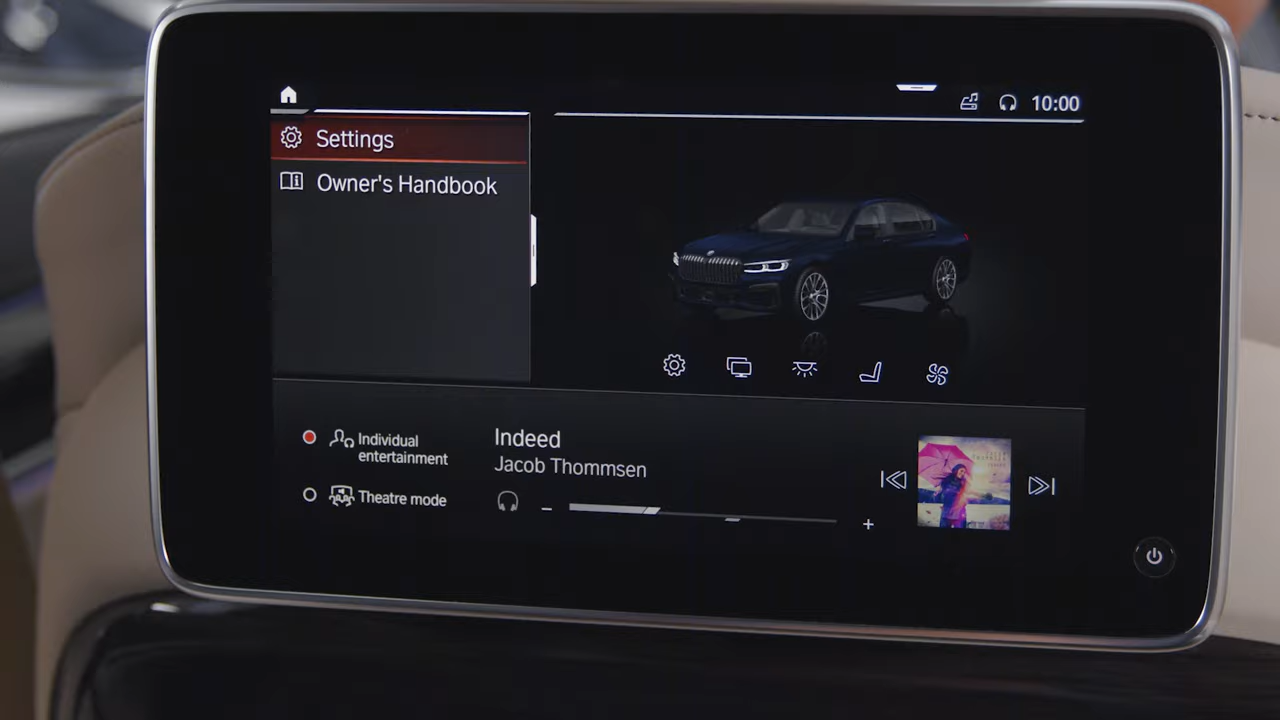 10:00
Settings
Owner's Handbook
Individual
entertainment
Theatre mode
Indeed
Jacob Thommsen